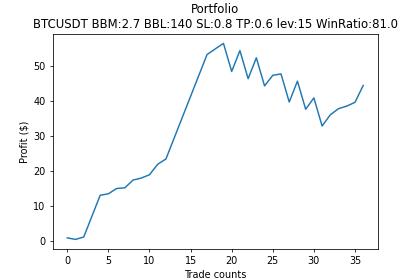 Portfolio
BTCUSDT BBM:2.7 BBL:140 SL:0.8 TP:0.6 lev:15 WinRatio:81.0
50
40
30
20
10
0
Profit ($)
0 5 10 15 20 25 30 35
Trade counts